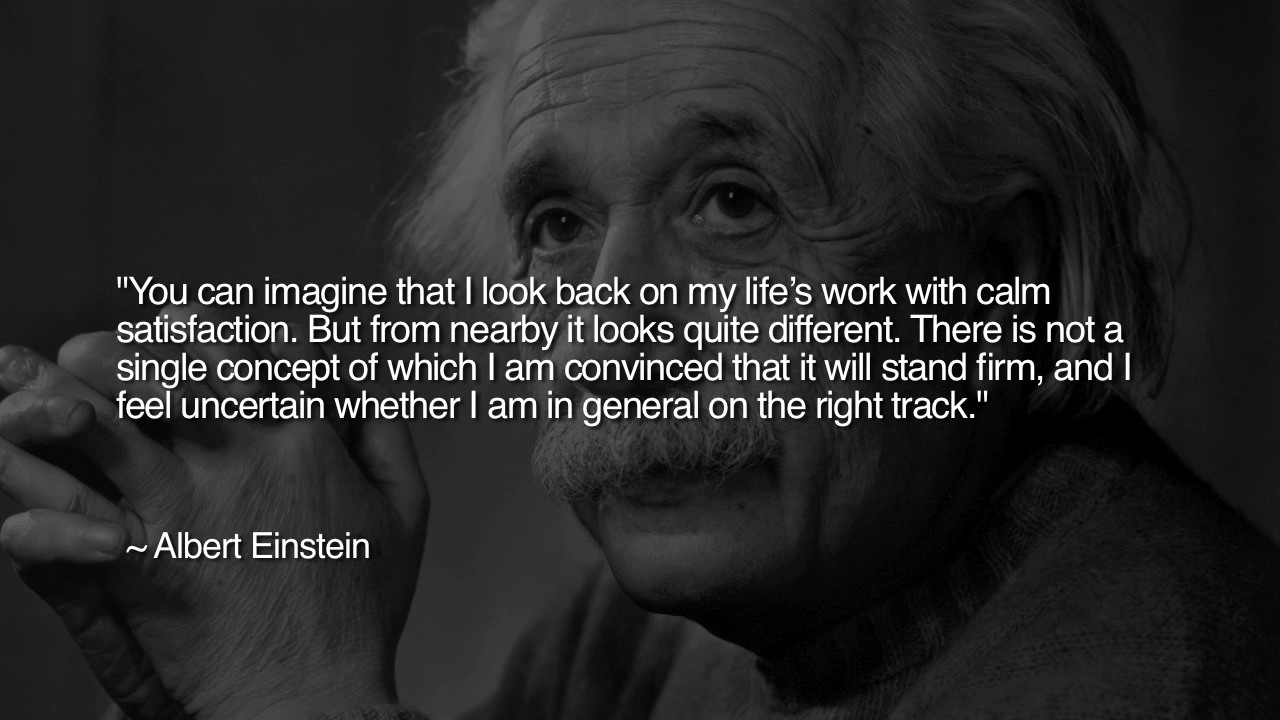 "You can imagine that I look back on my life’s work with calm
satisfaction. But from nearby it looks quite different. There is not a
single concept of which I am convinced that it will stand firm, and I
feel uncertain whether I am in general on the right track."
~ Albert Einstein